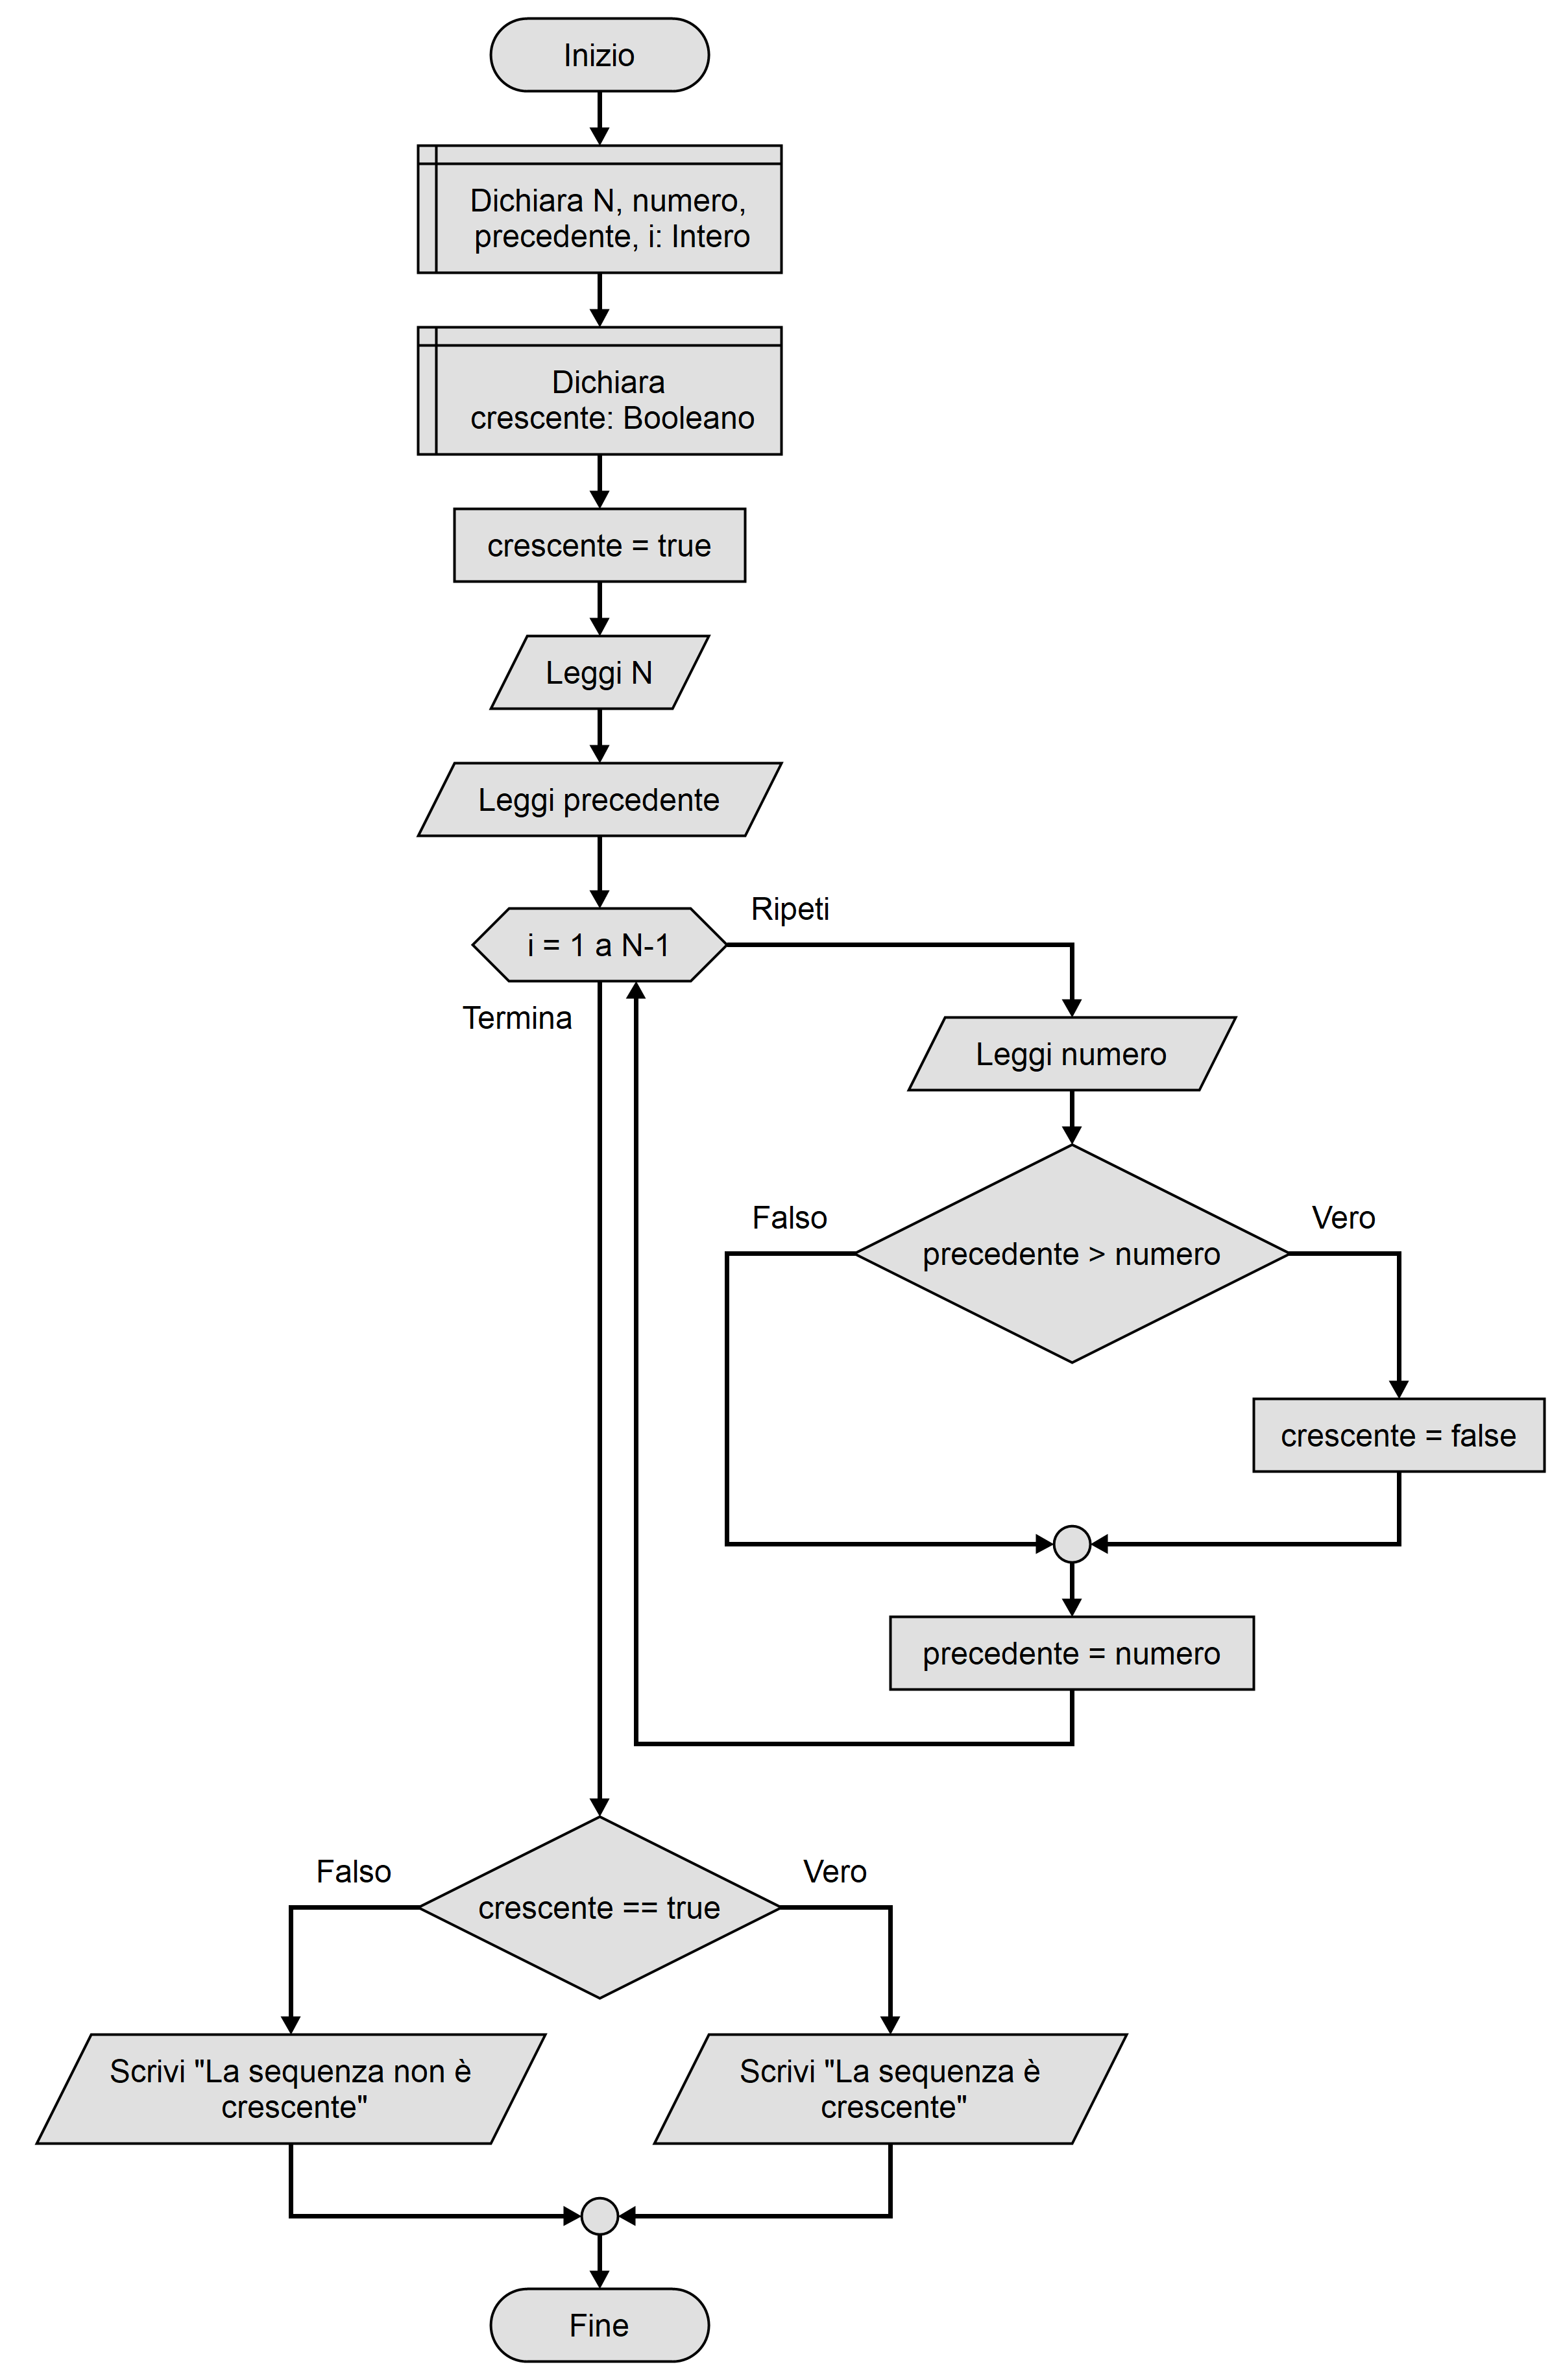 Inizio
Dichiara N, numero,
precedente, i: Intero
Dichiara
crescente: Booleano
crescente = true
Leggi N
Leggi precedente
i = 1 a N-1
Ripeti
Termina
Leggi numero
Falso
Vero
precedente > numero
crescente = false
precedente = numero
Falso
Vero
crescente == true
Scrivi "La sequenza non è
crescente"
Scrivi "La sequenza è
crescente"
Fine